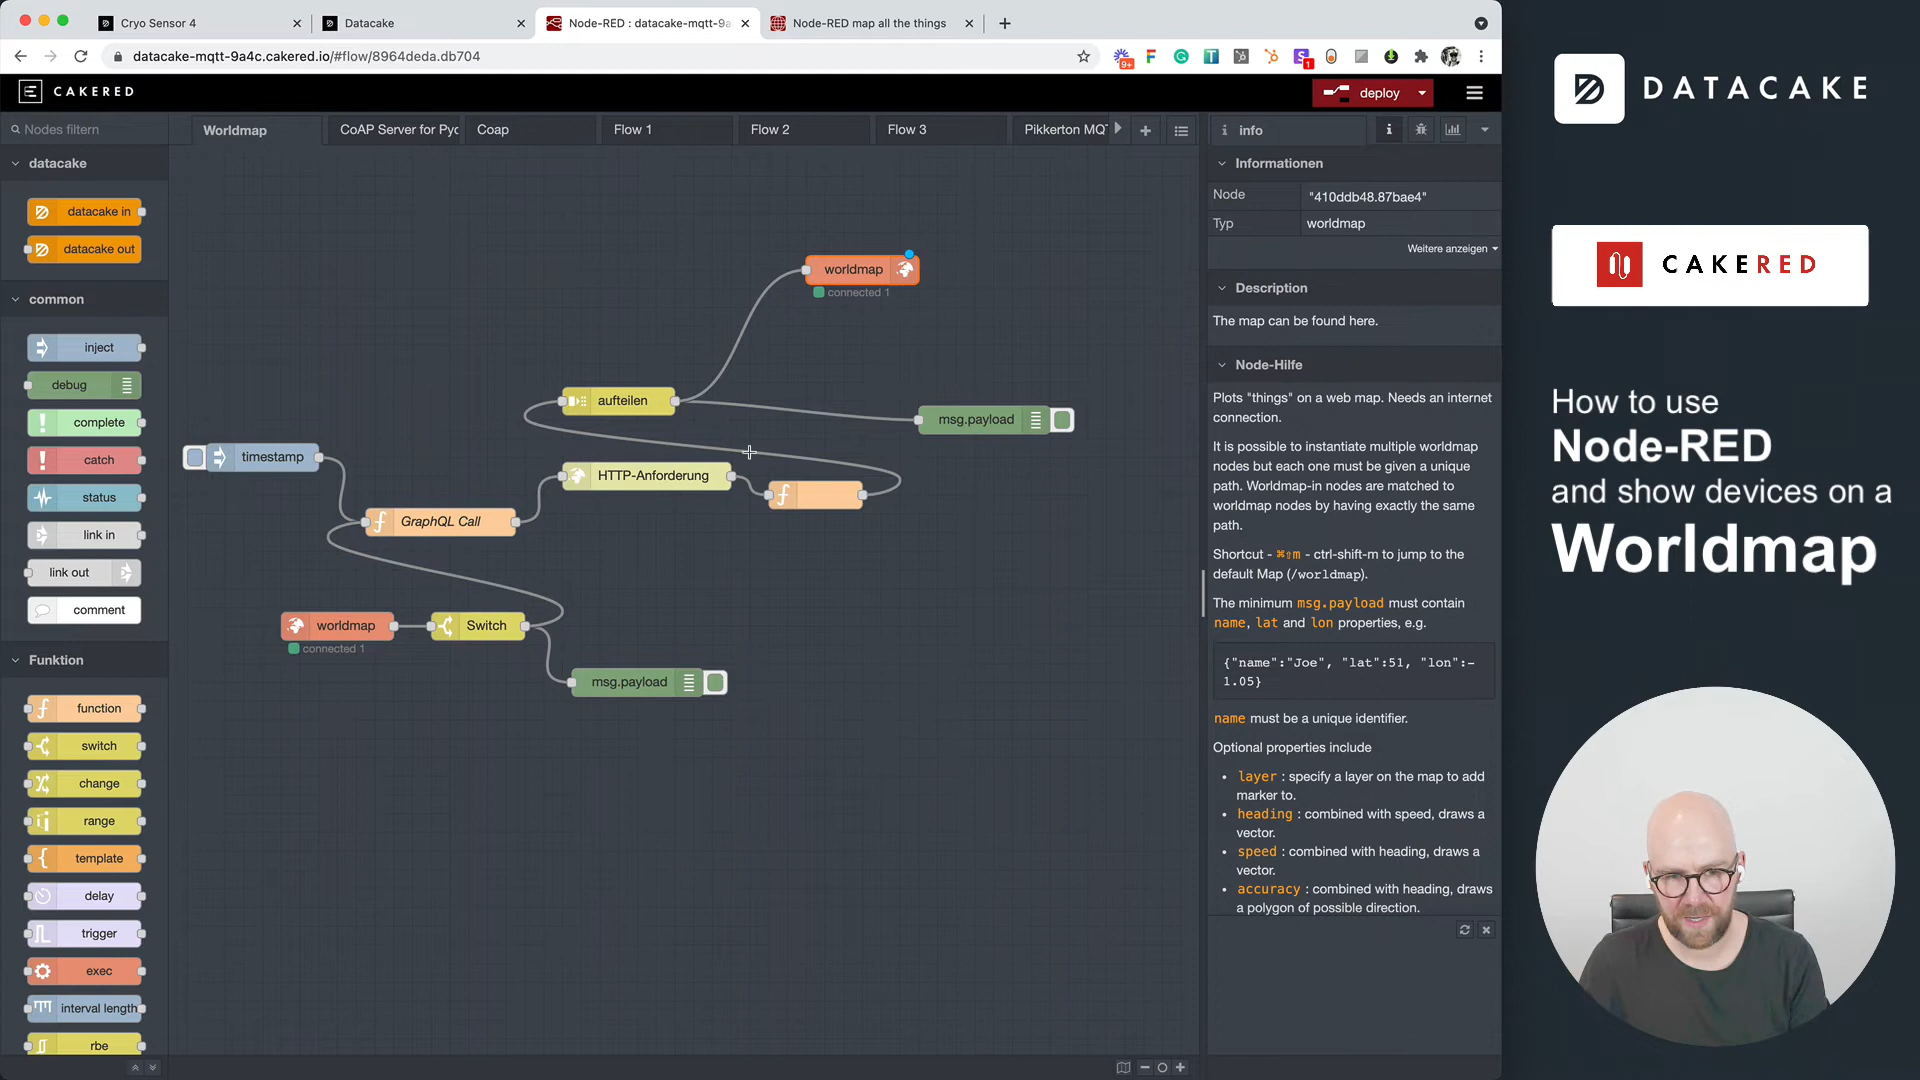 Cryo Sensor 4
Datacake
Node-RED : datacake-mqtt-9a
Node-RED map all the things
datacake-mqtt-9a4c.cakered.io/#flow/8964deda.db704
9+
1
CAKERED
deploy
Nodes filtern
Worldmap
CoAP Server for Pyc
Coap
Flow 1
Flow 2
Flow 3
Pikkerton MQT
info
datacake
datacake in
datacake out
common
inject
debug
complete
catch
status
link in
link out
comment
Funktion
function
switch
change
range
template
delay
trigger
exec
interval length
rbe
worldmap
connected 1
aufteilen
msg.payload
timestamp
HTTP-Anforderung
GraphQL Call
worldmap
connected 1
Switch
msg.payload
Informationen
Node
"410ddb48.87bae4"
Typ
worldmap
Weitere anzeigen
Description
The map can be found here.
Node-Hilfe
Plots "things" on a web map. Needs an internet
connection.
It is possible to instantiate multiple worldmap
nodes but each one must be given a unique
path. Worldmap-in nodes are matched to
worldmap nodes by having exactly the same
path.
Shortcut - ⌘⇧m - ctrl-shift-m to jump to the
default Map (/worldmap).
The minimum msg.payload must contain
name, lat and lon properties, e.g.
{"name":"Joe", "lat":51, "lon":-
1.05}
name must be a unique identifier.
Optional properties include
layer : specify a layer on the map to add
marker to.
heading : combined with speed, draws a
vector.
speed : combined with heading, draws a
vector.
accuracy : combined with heading, draws
a polygon of possible direction.
DATACAKE
CAKERED
How to use
Node-RED
and show devices on a
Worldmap